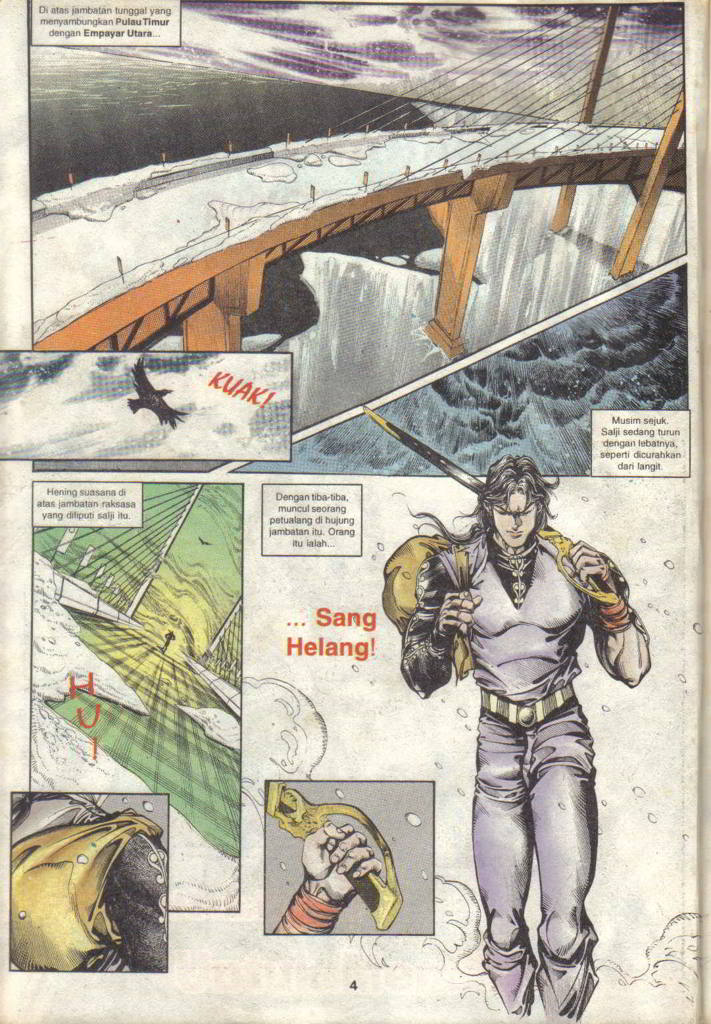 Di atas jambatan tunggal yang
menyambungkan PulauTimur
dengan Empayar Utara...
KUAK!
Musim sejuk.
Salji sedang turun
dengan lebatnya,
seperti dicurahkan
dari langit.
Hening suasana di
atas jambatan raksasa
yang diliputi salji itu.
Dengan tiba-tiba,
muncul seorang
petualang di hujung
jambatan itu. Orang
itu ialah...
... Sang
Helang!
HUI
4